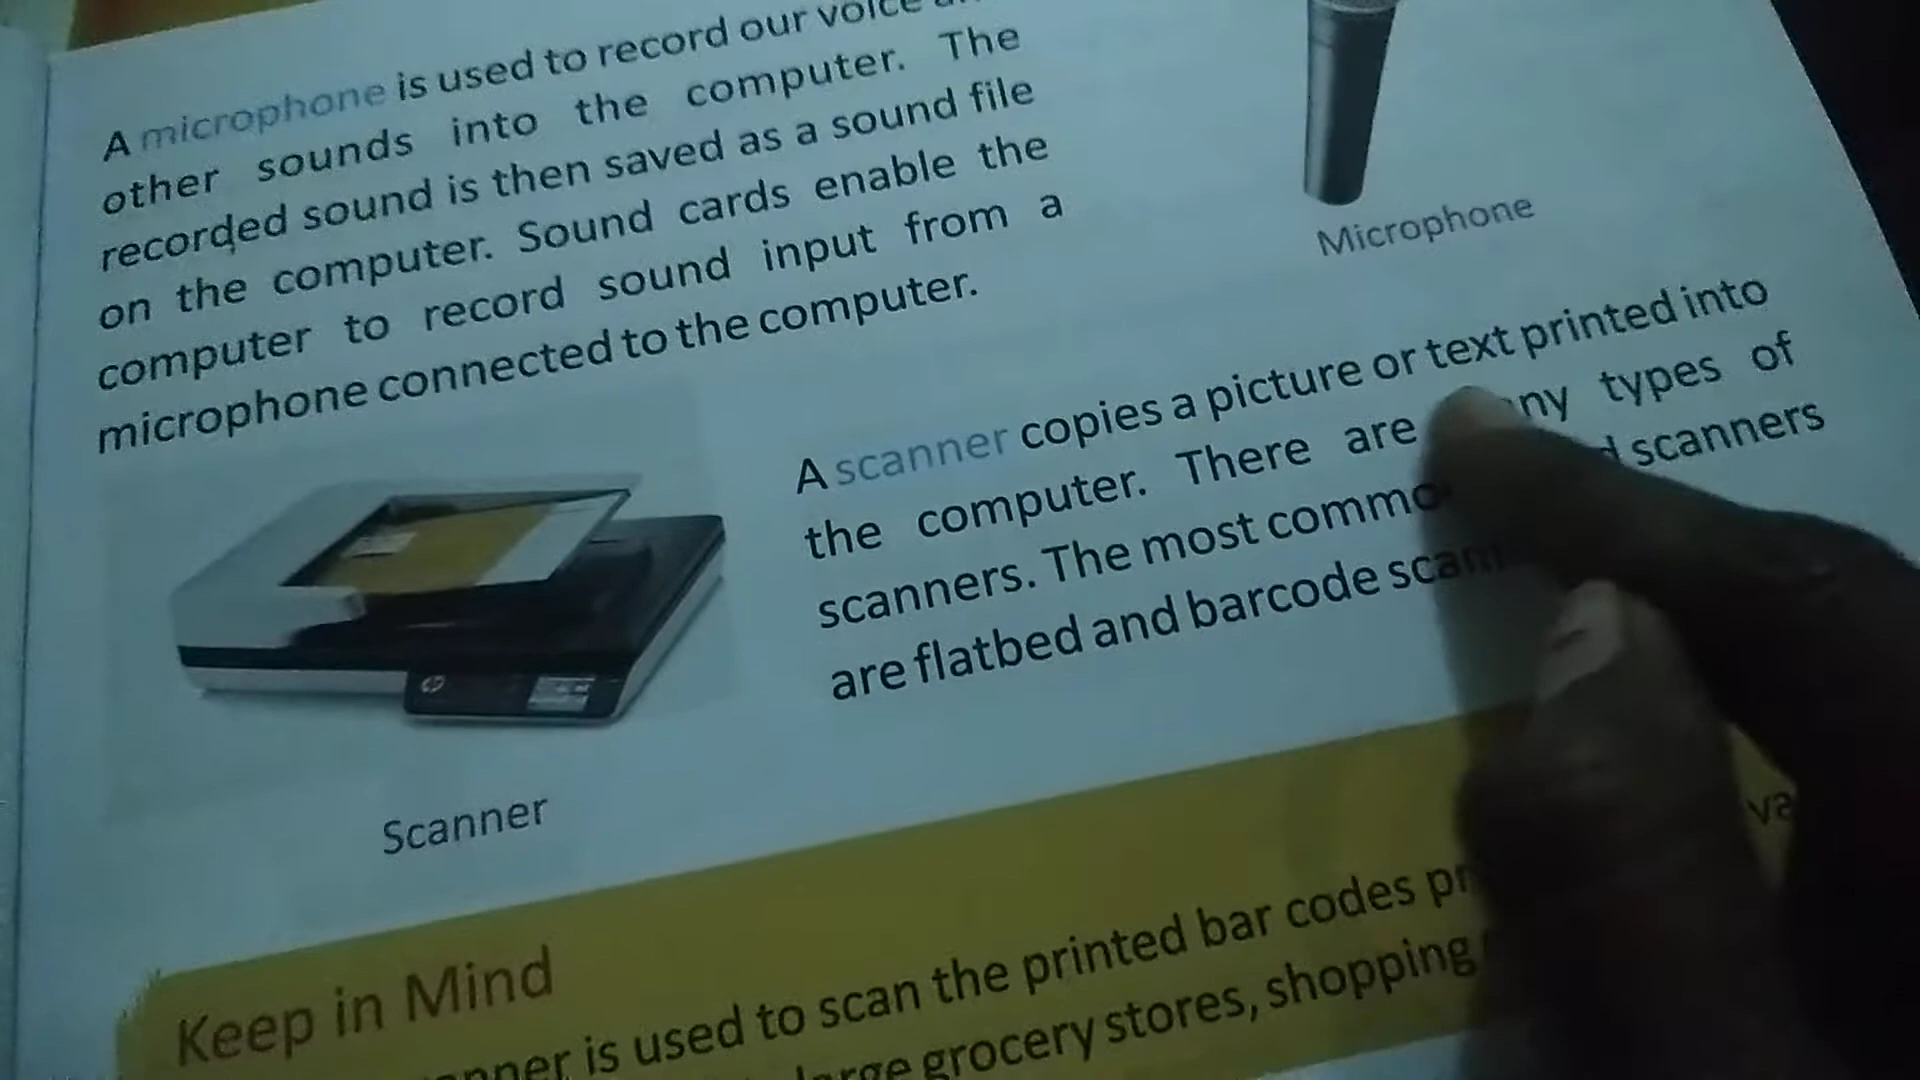 A microphone is used to record our voice
other sounds into the computer. The
recorded sound is then saved as a sound file
on the computer. Sound cards enable the
computer to record sound input from a
microphone connected to the computer.
Microphone
A scanner copies a picture or text printed into
the computer. There are types of
scanners. The most scanners
are flatbed and barcode
hp
Scanner
Keep in Mind
is used to scan the printed bar codes
grocery stores, shopping